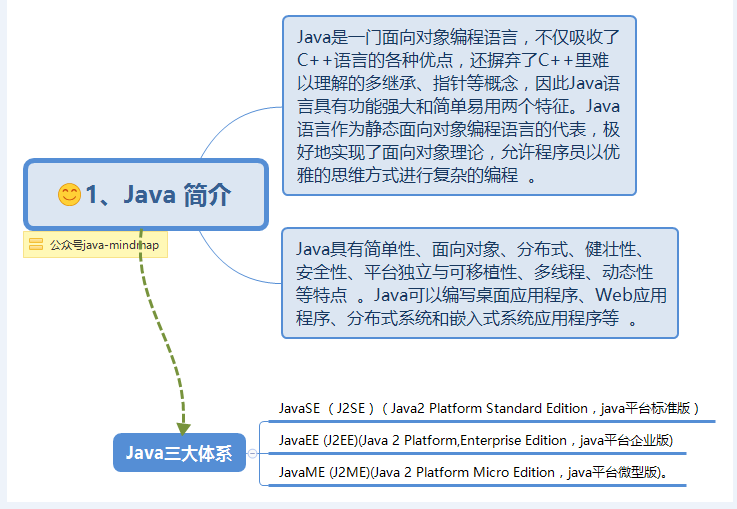 Java是一门面向对象编程语言，不仅吸收了
C++语言的各种优点，还摒弃了C++里难
以理解的多继承、指针等概念，因此Java语
言具有功能强大和简单易用两个特征。Java
语言作为静态面向对象编程语言的代表，极
好地实现了面向对象理论，允许程序员以优
雅的思维方式进行复杂的编程 。
1、Java 简介
公众号java-mindmap
Java具有简单性、面向对象、分布式、健壮性、
安全性、平台独立与可移植性、多线程、动态性
等特点 。Java可以编写桌面应用程序、Web应用
程序、分布式系统和嵌入式系统应用程序等 。
Java三大体系
JavaSE （J2SE）（Java2 Platform Standard Edition，java平台标准版）
JavaEE (J2EE)(Java 2 Platform,Enterprise Edition，java平台企业版)
JavaME (J2ME)(Java 2 Platform Micro Edition，java平台微型版)。